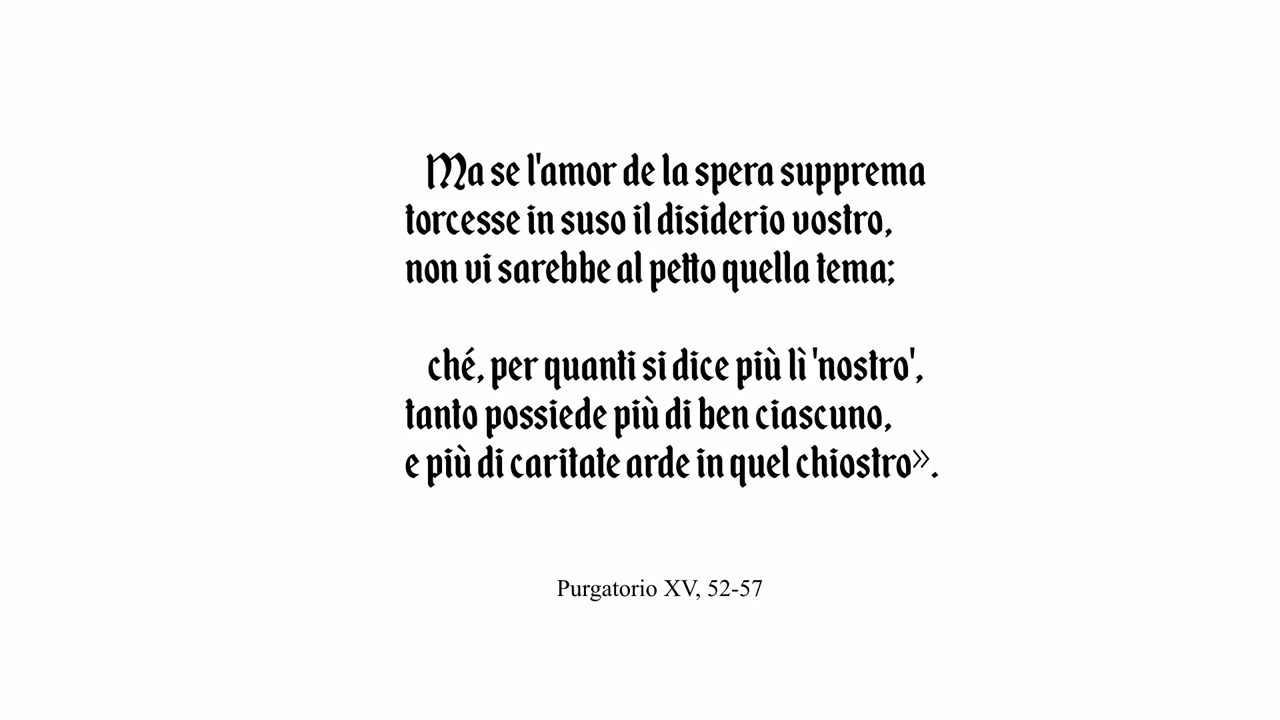 Ma se l'amor de la spera supprema
torcesse in suso il disiderio vostro,
non vi sarebbe al petto quella tema;
ché, per quanti si dice più lì 'nostro',
tanto possiede più di ben ciascuno,
e più di caritate arde in quel chiostro».
Purgatorio XV, 52-57